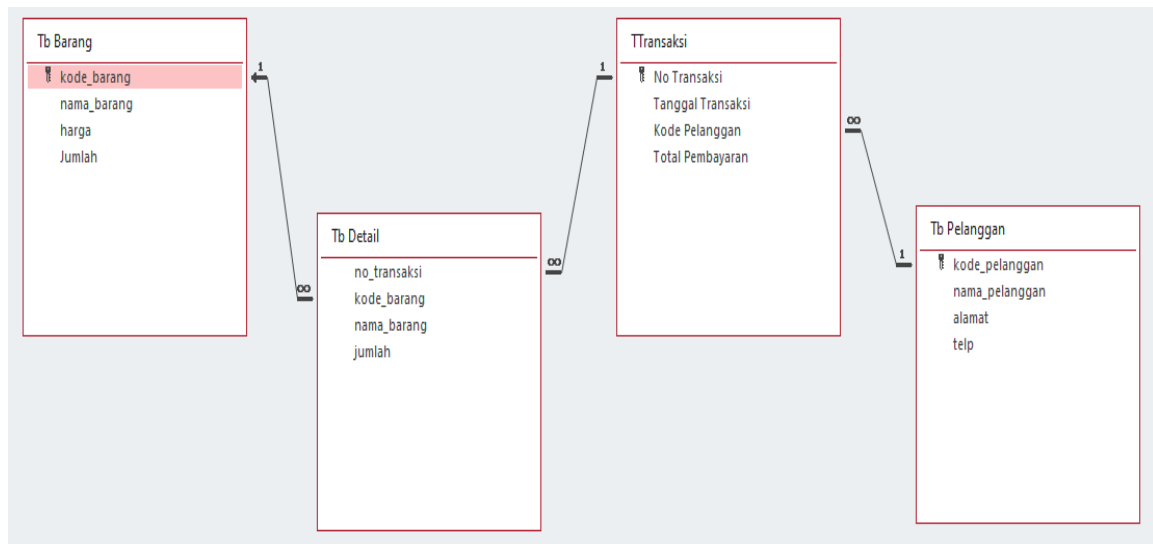 Tb Barang
kode_barang
nama_barang
harga
Jumlah
1
∞
Tb Detail
no_transaksi
kode_barang
nama_barang
jumlah
∞
1
TTransaksi
No Transaksi
Tanggal Transaksi
Kode Pelanggan
Total Pembayaran
∞
1
Tb Pelanggan
kode_pelanggan
nama_pelanggan
alamat
telp